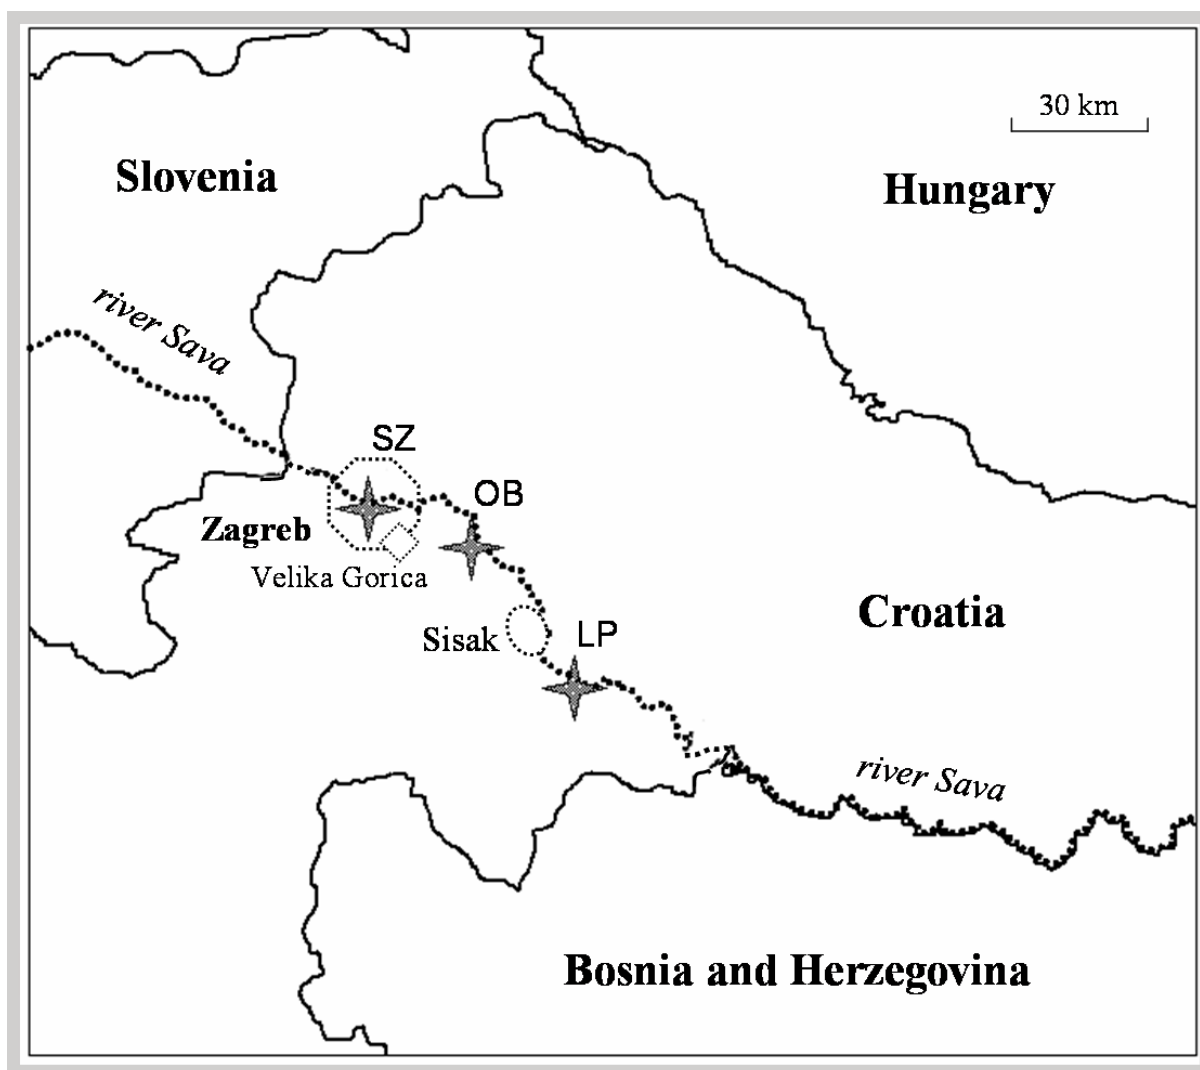 30 km
Slovenia
Hungary
river Sava
SZ
OB
Zagreb
Velika Gorica
Croatia
Sisak
LP
river Sava
Bosnia and Herzegovina